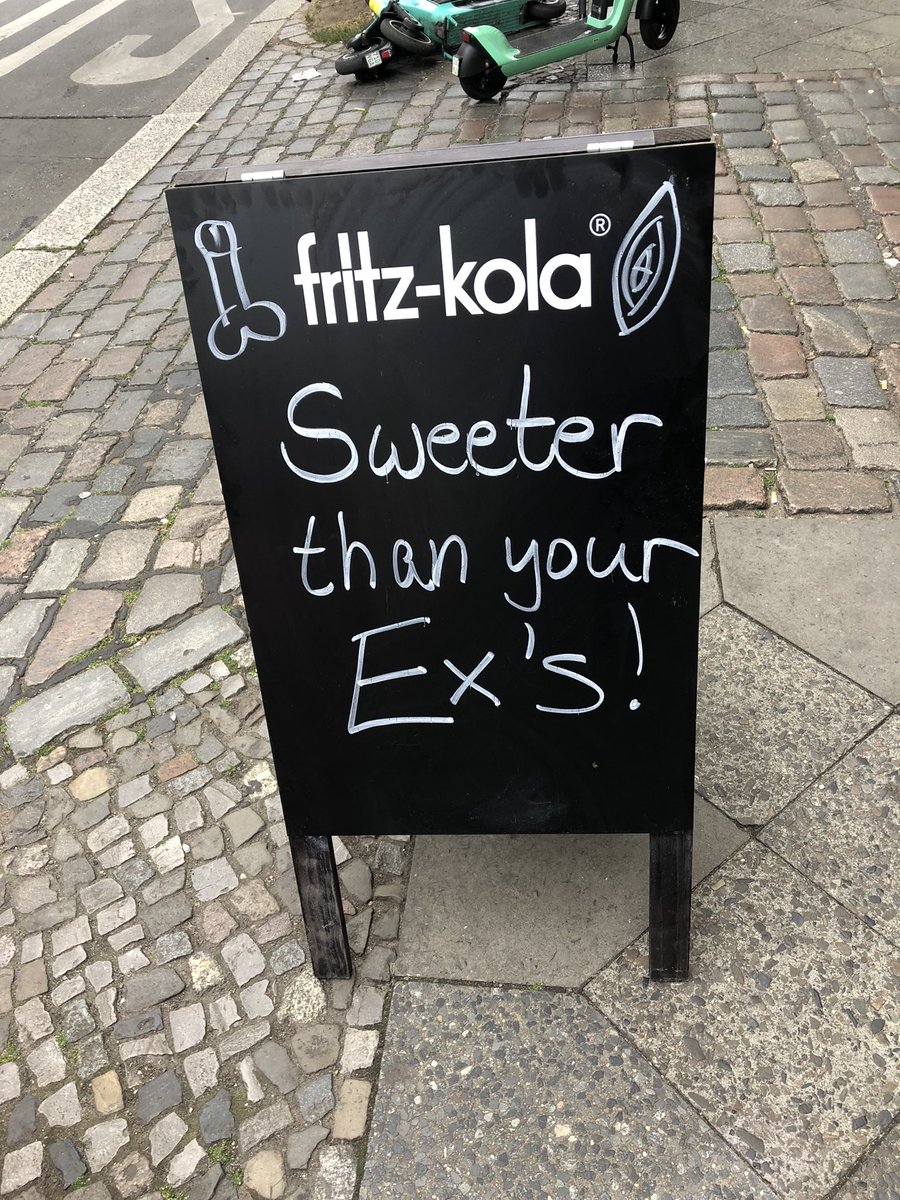 fritz-kola®
Sweeter
than your
Ex's!